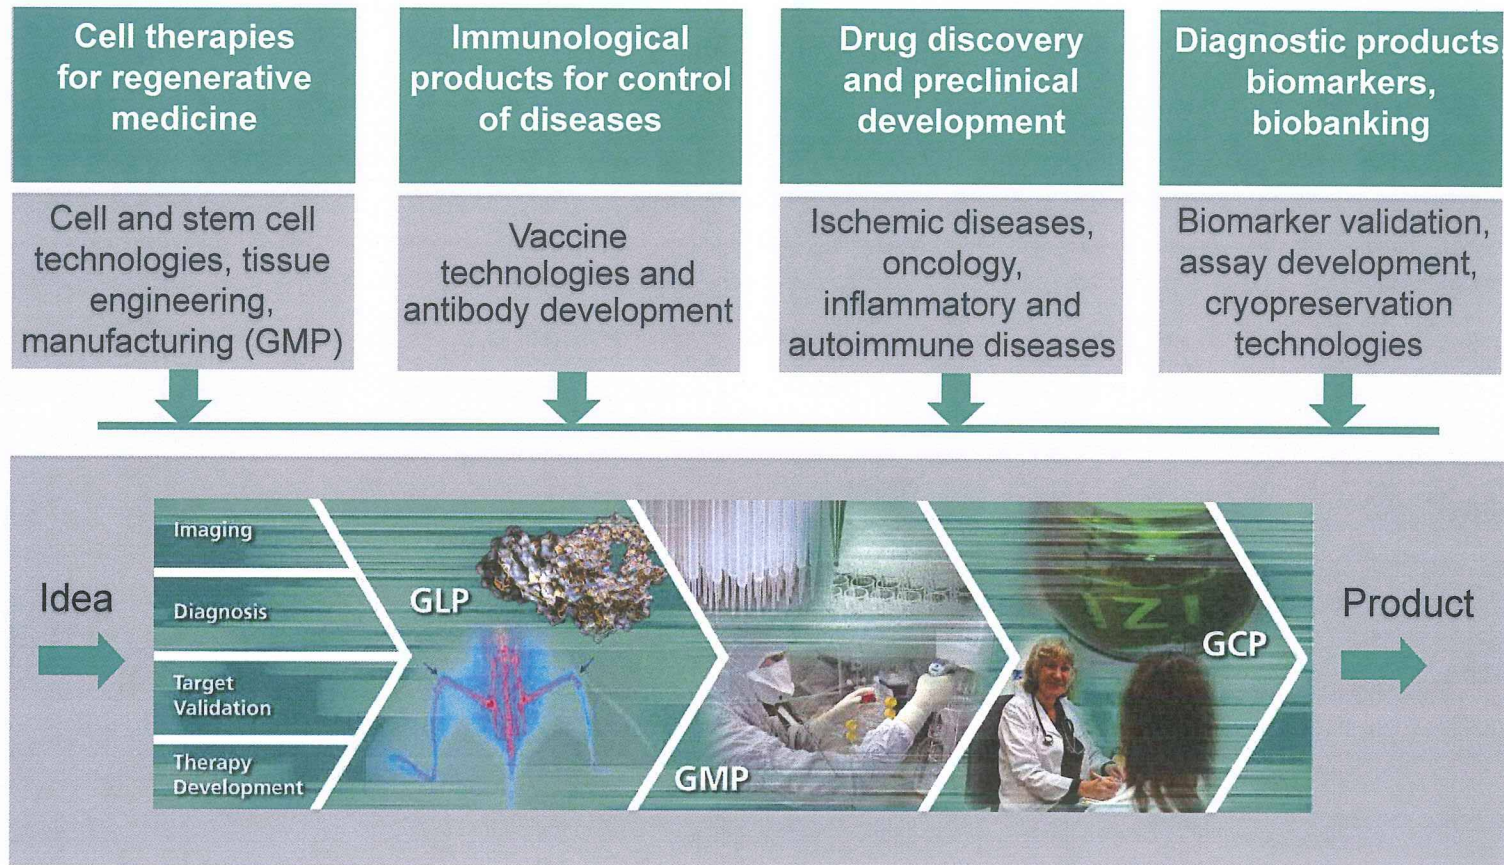 Cell therapies
for regenerative
medicine
Immunological
products for control
of diseases
Drug discovery
and preclinical
development
Diagnostic products,
biomarkers,
biobanking
Cell and stem cell
technologies, tissue
engineering,
manufacturing (GMP)
Vaccine
technologies and
antibody development
Ischemic diseases,
oncology,
inflammatory and
autoimmune diseases
Biomarker validation,
assay development,
cryopreservation
technologies
Idea
Imaging
Diagnosis
Target
Validation
Therapy
Development
GLP
GMP
IZI
GCP
Product